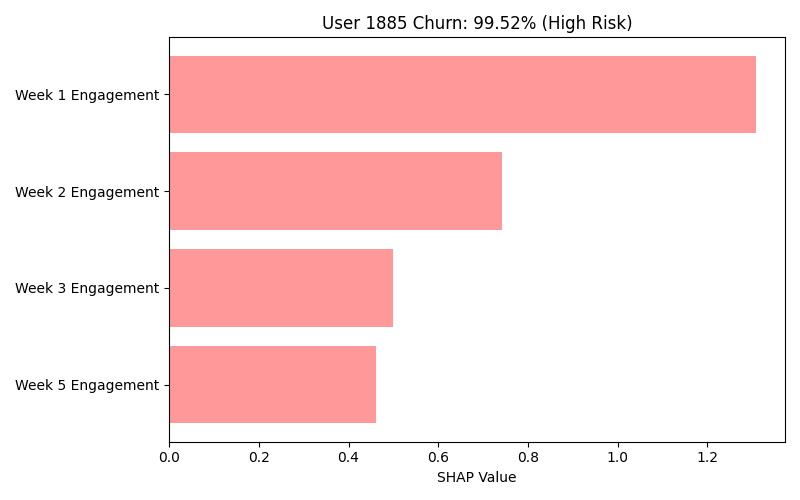 User 1885 Churn: 99.52% (High Risk)
Week 1 Engagement
Week 2 Engagement
Week 3 Engagement
Week 5 Engagement
0.0 0.2 0.4 0.6 0.8 1.0 1.2
SHAP Value